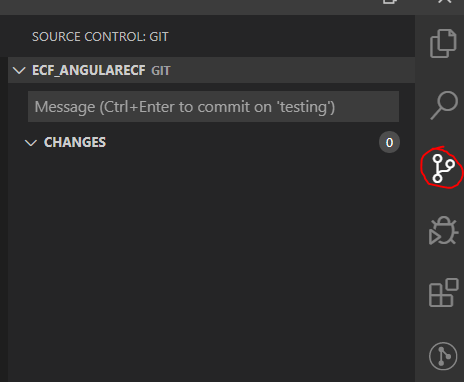 SOURCE CONTROL: GIT
ECF_ANGULARECF GIT
Message (Ctrl+Enter to commit on 'testing')
CHANGES 0